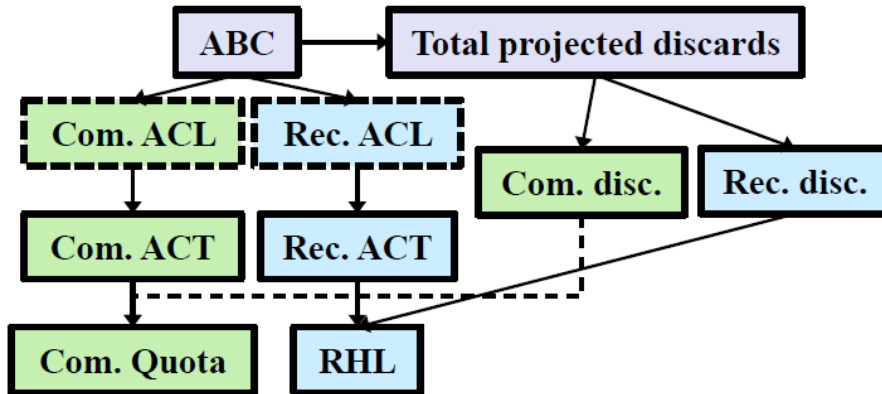 ABC
Total projected discards
Com. ACL
Rec. ACL
Com. disc.
Rec. disc.
Com. ACT
Rec. ACT
Com. Quota
RHL